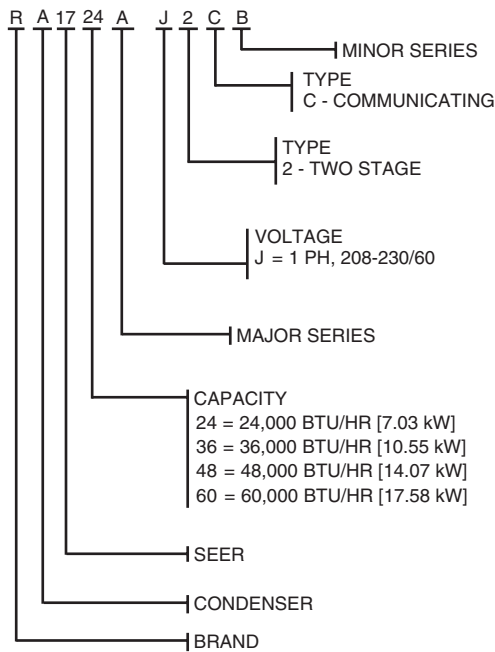 R A 17 24 A J 2 C B
MINOR SERIES
TYPE
C - COMMUNICATING
TYPE
2 - TWO STAGE
VOLTAGE
J = 1 PH, 208-230/60
MAJOR SERIES
CAPACITY
24 = 24,000 BTU/HR [7.03 kW]
36 = 36,000 BTU/HR [10.55 kW]
48 = 48,000 BTU/HR [14.07 kW]
60 = 60,000 BTU/HR [17.58 kW]
SEER
CONDENSER
BRAND